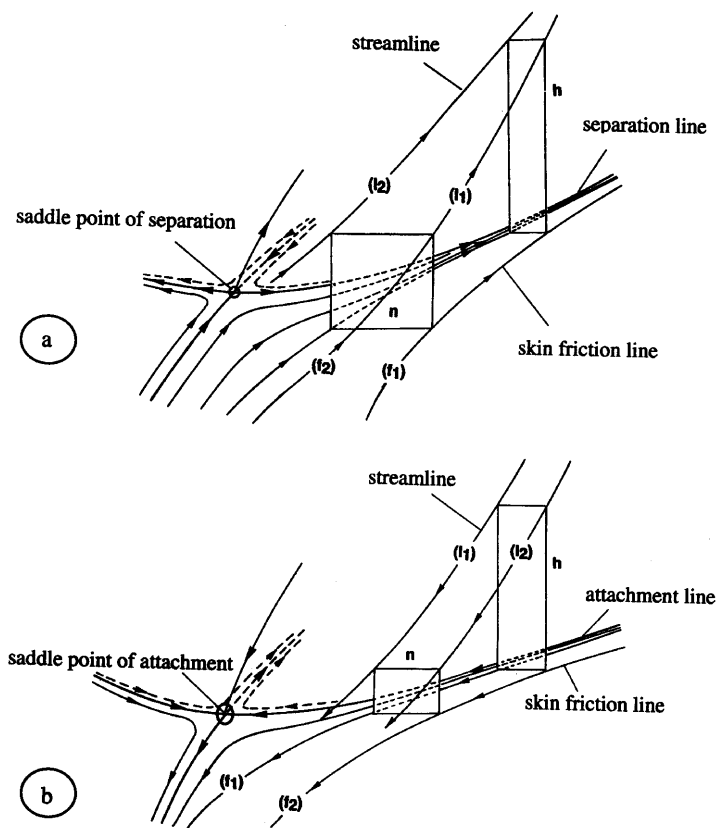 streamline
h
separation line
(l2)
(l1)
saddle point of separation
n
a
(f2)
(f1)
skin friction line
streamline
(l1)
(l2)
h
attachment line
n
saddle point of attachment
skin friction line
(f1)
(f2)
b